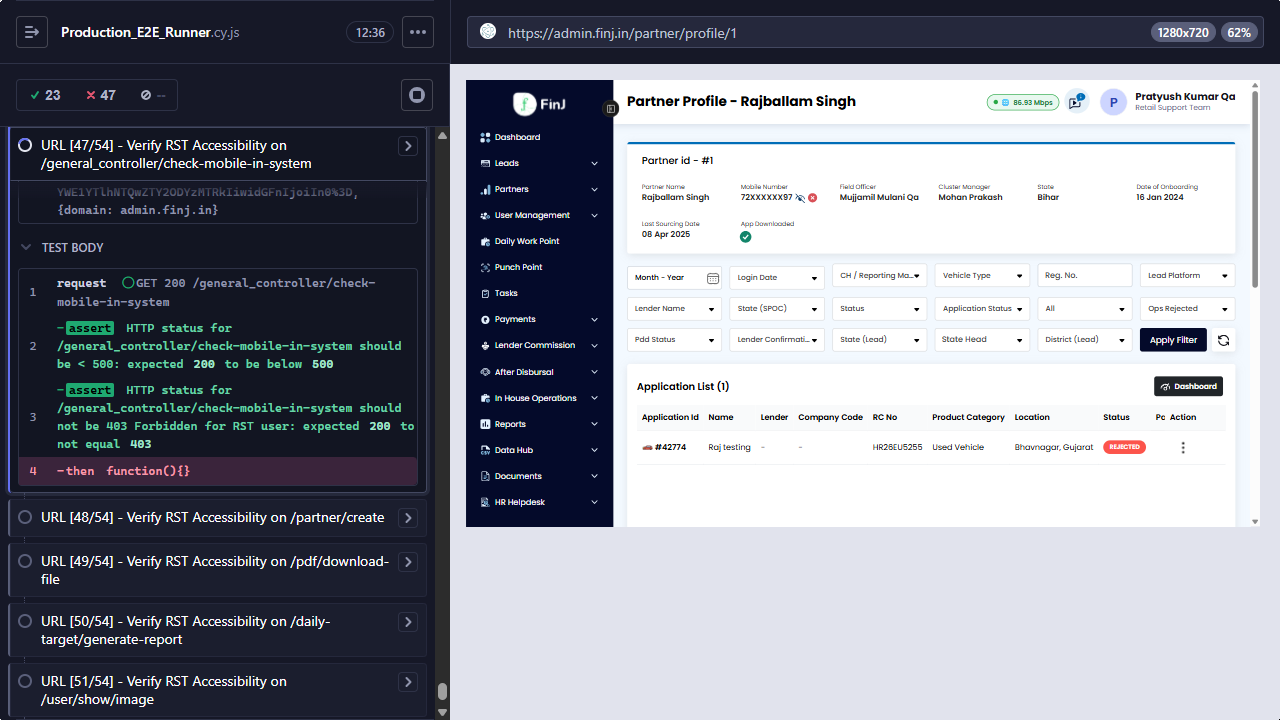 Production_E2E_Runner.cy.js
12:36
23
47
--
URL [47/54] - Verify RST Accessibility on
/general_controller/check-mobile-in-system
{domain: admin.finj.in}
TEST BODY
1 request GET 200 /general_controller/check-
mobile-in-system
2 -assert HTTP status for
/general_controller/check-mobile-in-system should
be < 500: expected 200 to be below 500
3 -assert HTTP status for
/general_controller/check-mobile-in-system should
not be 403 Forbidden for RST user: expected 200 to
not equal 403
4 -then function(){}
URL [48/54] - Verify RST Accessibility on /partner/create
URL [49/54] - Verify RST Accessibility on /pdf/download-
file
URL [50/54] - Verify RST Accessibility on /daily-
target/generate-report
URL [51/54] - Verify RST Accessibility on
/user/show/image
https://admin.finj.in/partner/profile/1
1280x720
62%
FinJ
Dashboard
Leads
Partners
User Management
Daily Work Point
Punch Point
Tasks
Payments
Lender Commission
After Disbursal
In House Operations
Reports
Data Hub
Documents
HR Helpdesk
Partner Profile - Rajballam Singh
86.93 Mbps
P
Pratyush Kumar Qa
Retail Support Team
Partner id - #1
Partner Name Mobile Number Field Officer Cluster Manager State Date of Onboarding
Rajballam Singh 72XXXXXX97 Mujjamil Mulani Qa Mohan Prakash Bihar 16 Jan 2024
Last Sourcing Date App Downloaded
08 Apr 2025
Month - Year Login Date CH / Reporting Ma... Vehicle Type Reg. No. Lead Platform
Lender Name State (SPOC) Status Application Status All Ops Rejected
Pdd Status Lender Confirmati... State (Lead) State Head District (Lead) Apply Filter
Application List (1)
Dashboard
Application Id Name Lender Company Code RC No Product Category Location Status Pc Action
#42774 Raj testing - - HR26EU5255 Used Vehicle Bhavnagar, Gujarat REJECTED